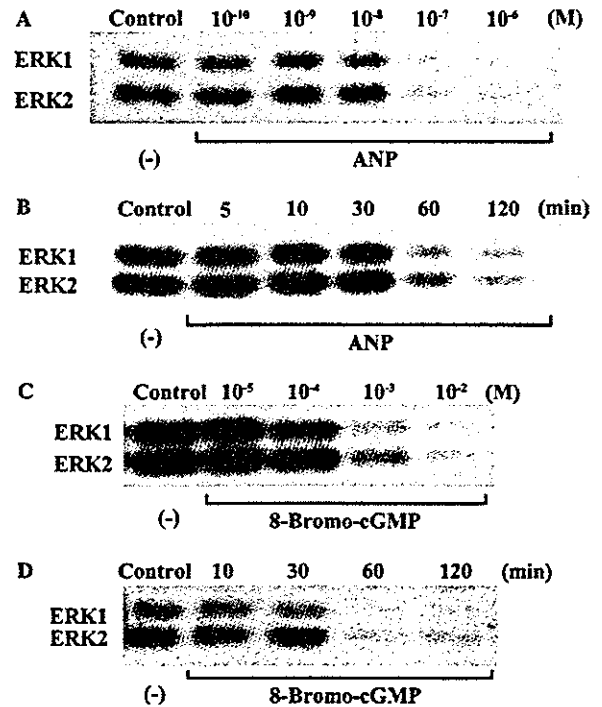 A Control 10⁻¹⁰ 10⁻⁹ 10⁻⁸ 10⁻⁷ 10⁻⁶ (M)
ERK1
ERK2
(-) ANP
B Control 5 10 30 60 120 (min)
ERK1
ERK2
(-) ANP
C Control 10⁻⁵ 10⁻⁴ 10⁻³ 10⁻² (M)
ERK1
ERK2
(-) 8-Bromo-cGMP
D Control 10 30 60 120 (min)
ERK1
ERK2
(-) 8-Bromo-cGMP